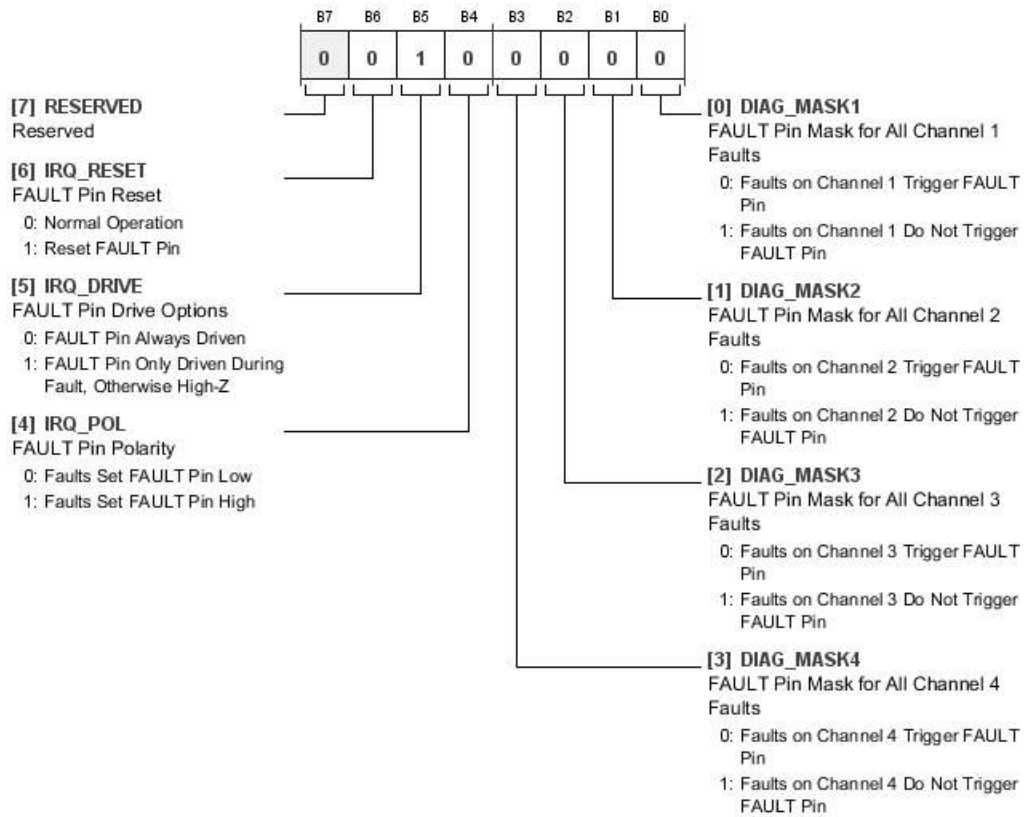 B7 B6 B5 B4 B3 B2 B1 B0
0 0 1 0 0 0 0 0
[7] RESERVED
Reserved
[6] IRQ_RESET
FAULT Pin Reset
0: Normal Operation
1: Reset FAULT Pin
[5] IRQ_DRIVE
FAULT Pin Drive Options
0: FAULT Pin Always Driven
1: FAULT Pin Only Driven During
Fault, Otherwise High-Z
[4] IRQ_POL
FAULT Pin Polarity
0: Faults Set FAULT Pin Low
1: Faults Set FAULT Pin High
[0] DIAG_MASK1
FAULT Pin Mask for All Channel 1
Faults
0: Faults on Channel 1 Trigger FAULT
Pin
1: Faults on Channel 1 Do Not Trigger
FAULT Pin
[1] DIAG_MASK2
FAULT Pin Mask for All Channel 2
Faults
0: Faults on Channel 2 Trigger FAULT
Pin
1: Faults on Channel 2 Do Not Trigger
FAULT Pin
[2] DIAG_MASK3
FAULT Pin Mask for All Channel 3
Faults
0: Faults on Channel 3 Trigger FAULT
Pin
1: Faults on Channel 3 Do Not Trigger
FAULT Pin
[3] DIAG_MASK4
FAULT Pin Mask for All Channel 4
Faults
0: Faults on Channel 4 Trigger FAULT
Pin
1: Faults on Channel 4 Do Not Trigger
FAULT Pin